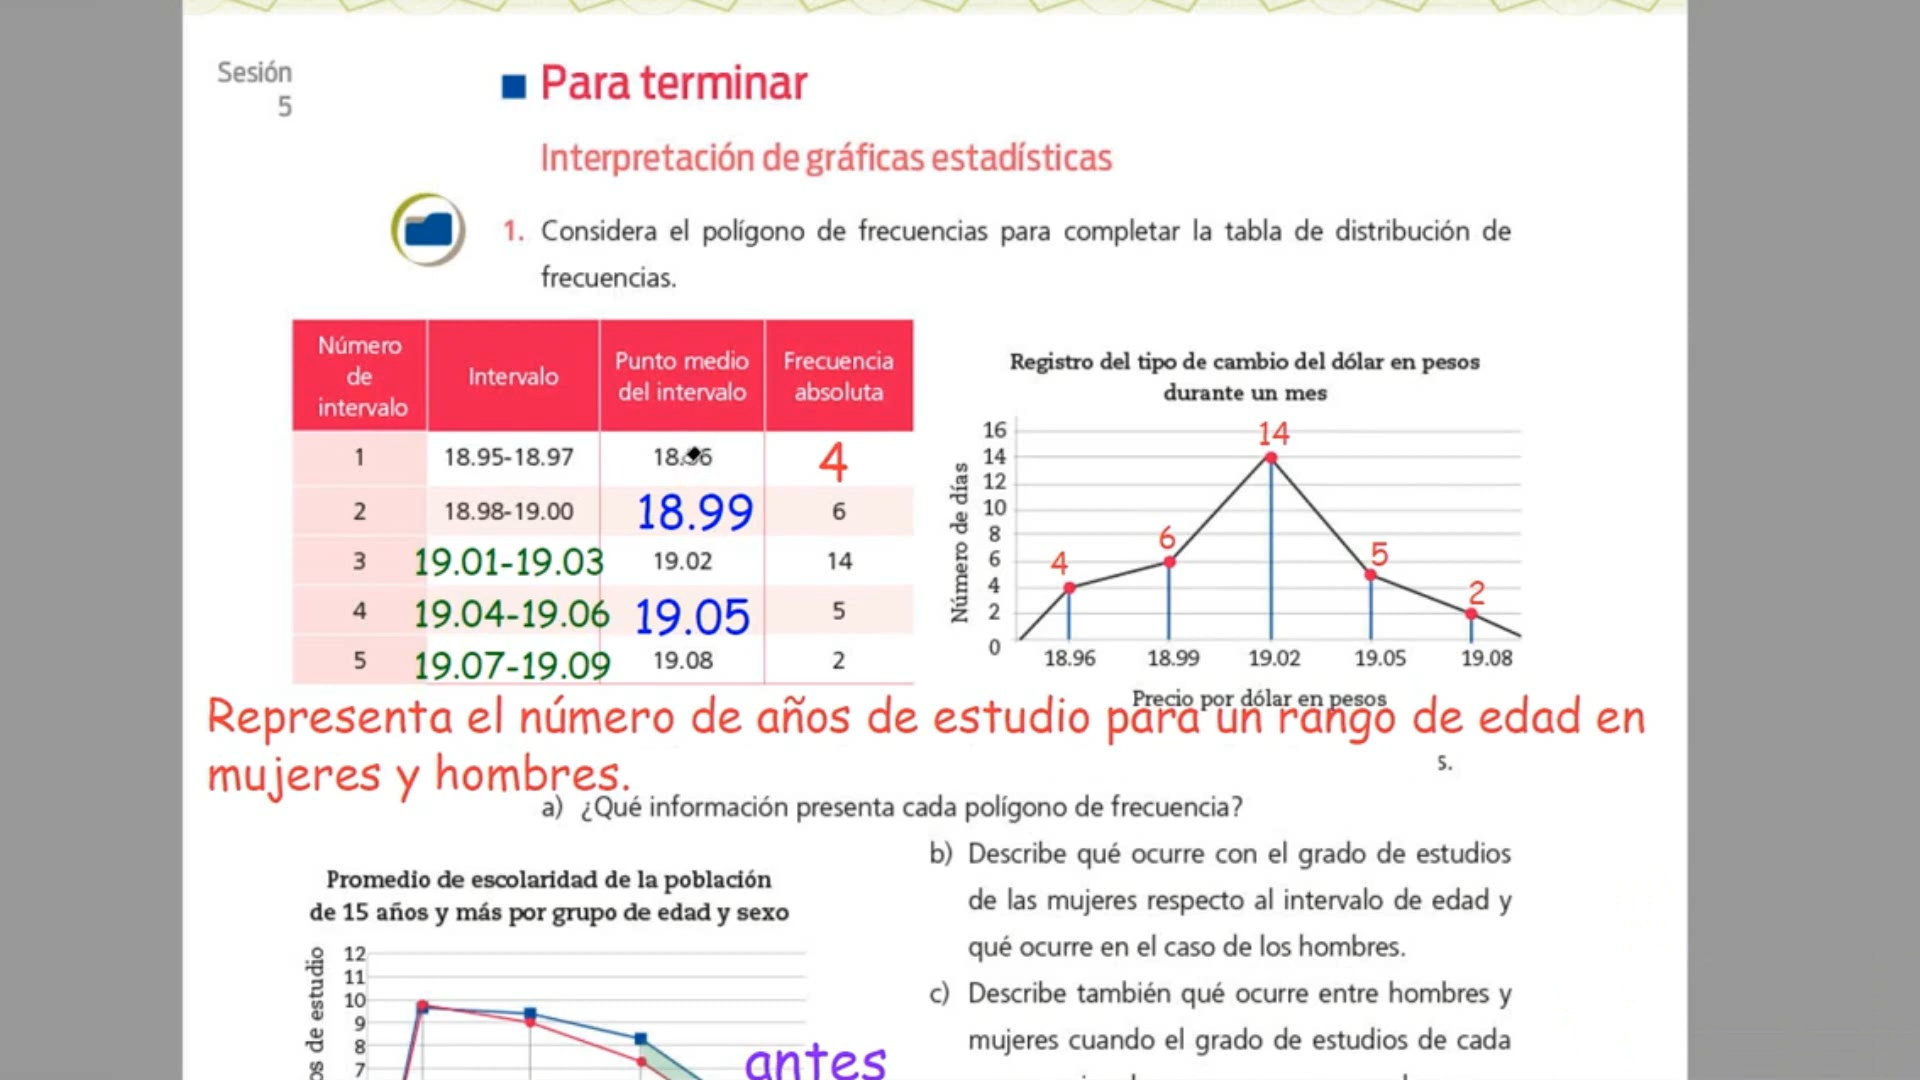 Sesión
5
Para terminar
Interpretación de gráficas estadísticas
1. Considera el polígono de frecuencias para completar la tabla de distribución de
frecuencias.
Número de intervalo Intervalo Punto medio del intervalo Frecuencia absoluta
1 18.95-18.97 18.96 4
2 18.98-19.00 18.99 6
3 19.01-19.03 19.02 14
4 19.04-19.06 19.05 5
5 19.07-19.09 19.08 2
Registro del tipo de cambio del dólar en pesos
durante un mes
Número de días
16
14
12
10
8
6
4
2
0
4 6 14 5 2
18.96 18.99 19.02 19.05 19.08
Precio por dólar en pesos
Representa el número de años de estudio para un rango de edad en
mujeres y hombres.
s.
a) ¿Qué información presenta cada polígono de frecuencia?
b) Describe qué ocurre con el grado de estudios
de las mujeres respecto al intervalo de edad y
qué ocurre en el caso de los hombres.
c) Describe también qué ocurre entre hombres y
mujeres cuando el grado de estudios de cada
Promedio de escolaridad de la población
de 15 años y más por grupo de edad y sexo
os de estudio
12
11
10
9
8
7
antes